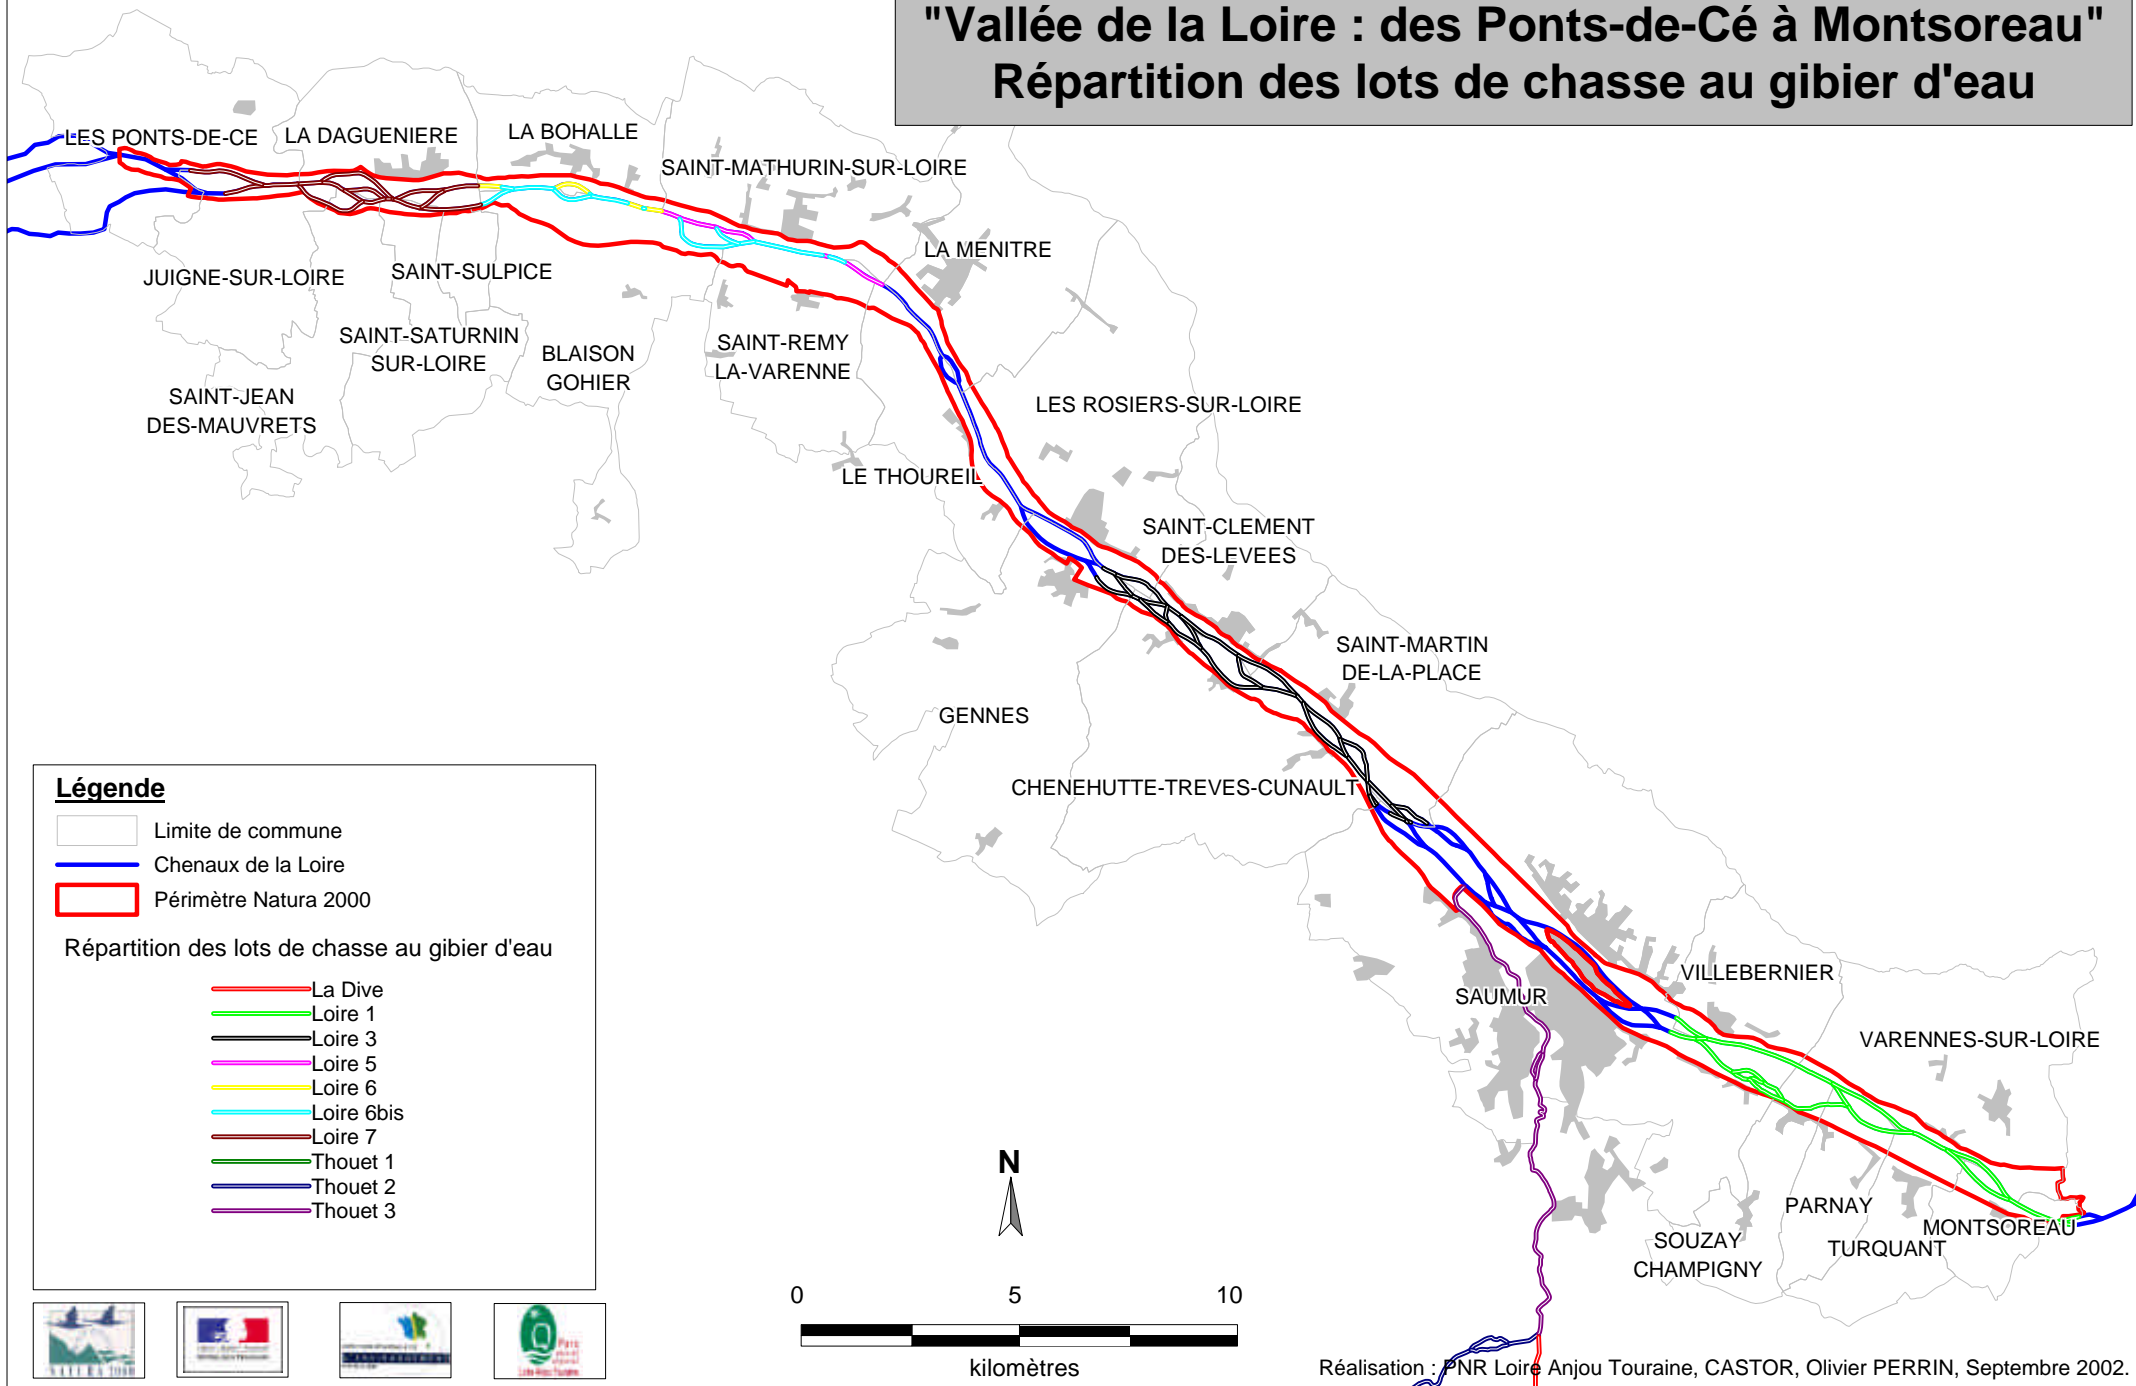 "Vallée de la Loire : des Ponts-de-Cé à Montsoreau"
Répartition des lots de chasse au gibier d'eau
LES PONTS-DE-CE
LA DAGUENIERE
LA BOHALLE
SAINT-MATHURIN-SUR-LOIRE
LA MENITRE
JUIGNE-SUR-LOIRE
SAINT-SULPICE
SAINT-SATURNIN
SUR-LOIRE
BLAISON
GOHIER
SAINT-REMY
LA-VARENNE
SAINT-JEAN
DES-MAUVRETS
LES ROSIERS-SUR-LOIRE
LE THOUREIL
SAINT-CLEMENT
DES-LEVEES
SAINT-MARTIN
DE-LA-PLACE
GENNES
CHENEHUTTE-TREVES-CUNAULT
VILLEBERNIER
SAUMUR
VARENNES-SUR-LOIRE
PARNAY
MONTSOREAU
SOUZAY
CHAMPIGNY
TURQUANT
Légende
Limite de commune
Chenaux de la Loire
Périmètre Natura 2000
Répartition des lots de chasse au gibier d'eau
La Dive
Loire 1
Loire 3
Loire 5
Loire 6
Loire 6bis
Loire 7
Thouet 1
Thouet 2
Thouet 3
N
0 5 10
kilomètres
NATURA 2000
Parc
Loire-Anjou-Touraine
Réalisation : PNR Loire Anjou Touraine, CASTOR, Olivier PERRIN, Septembre 2002.